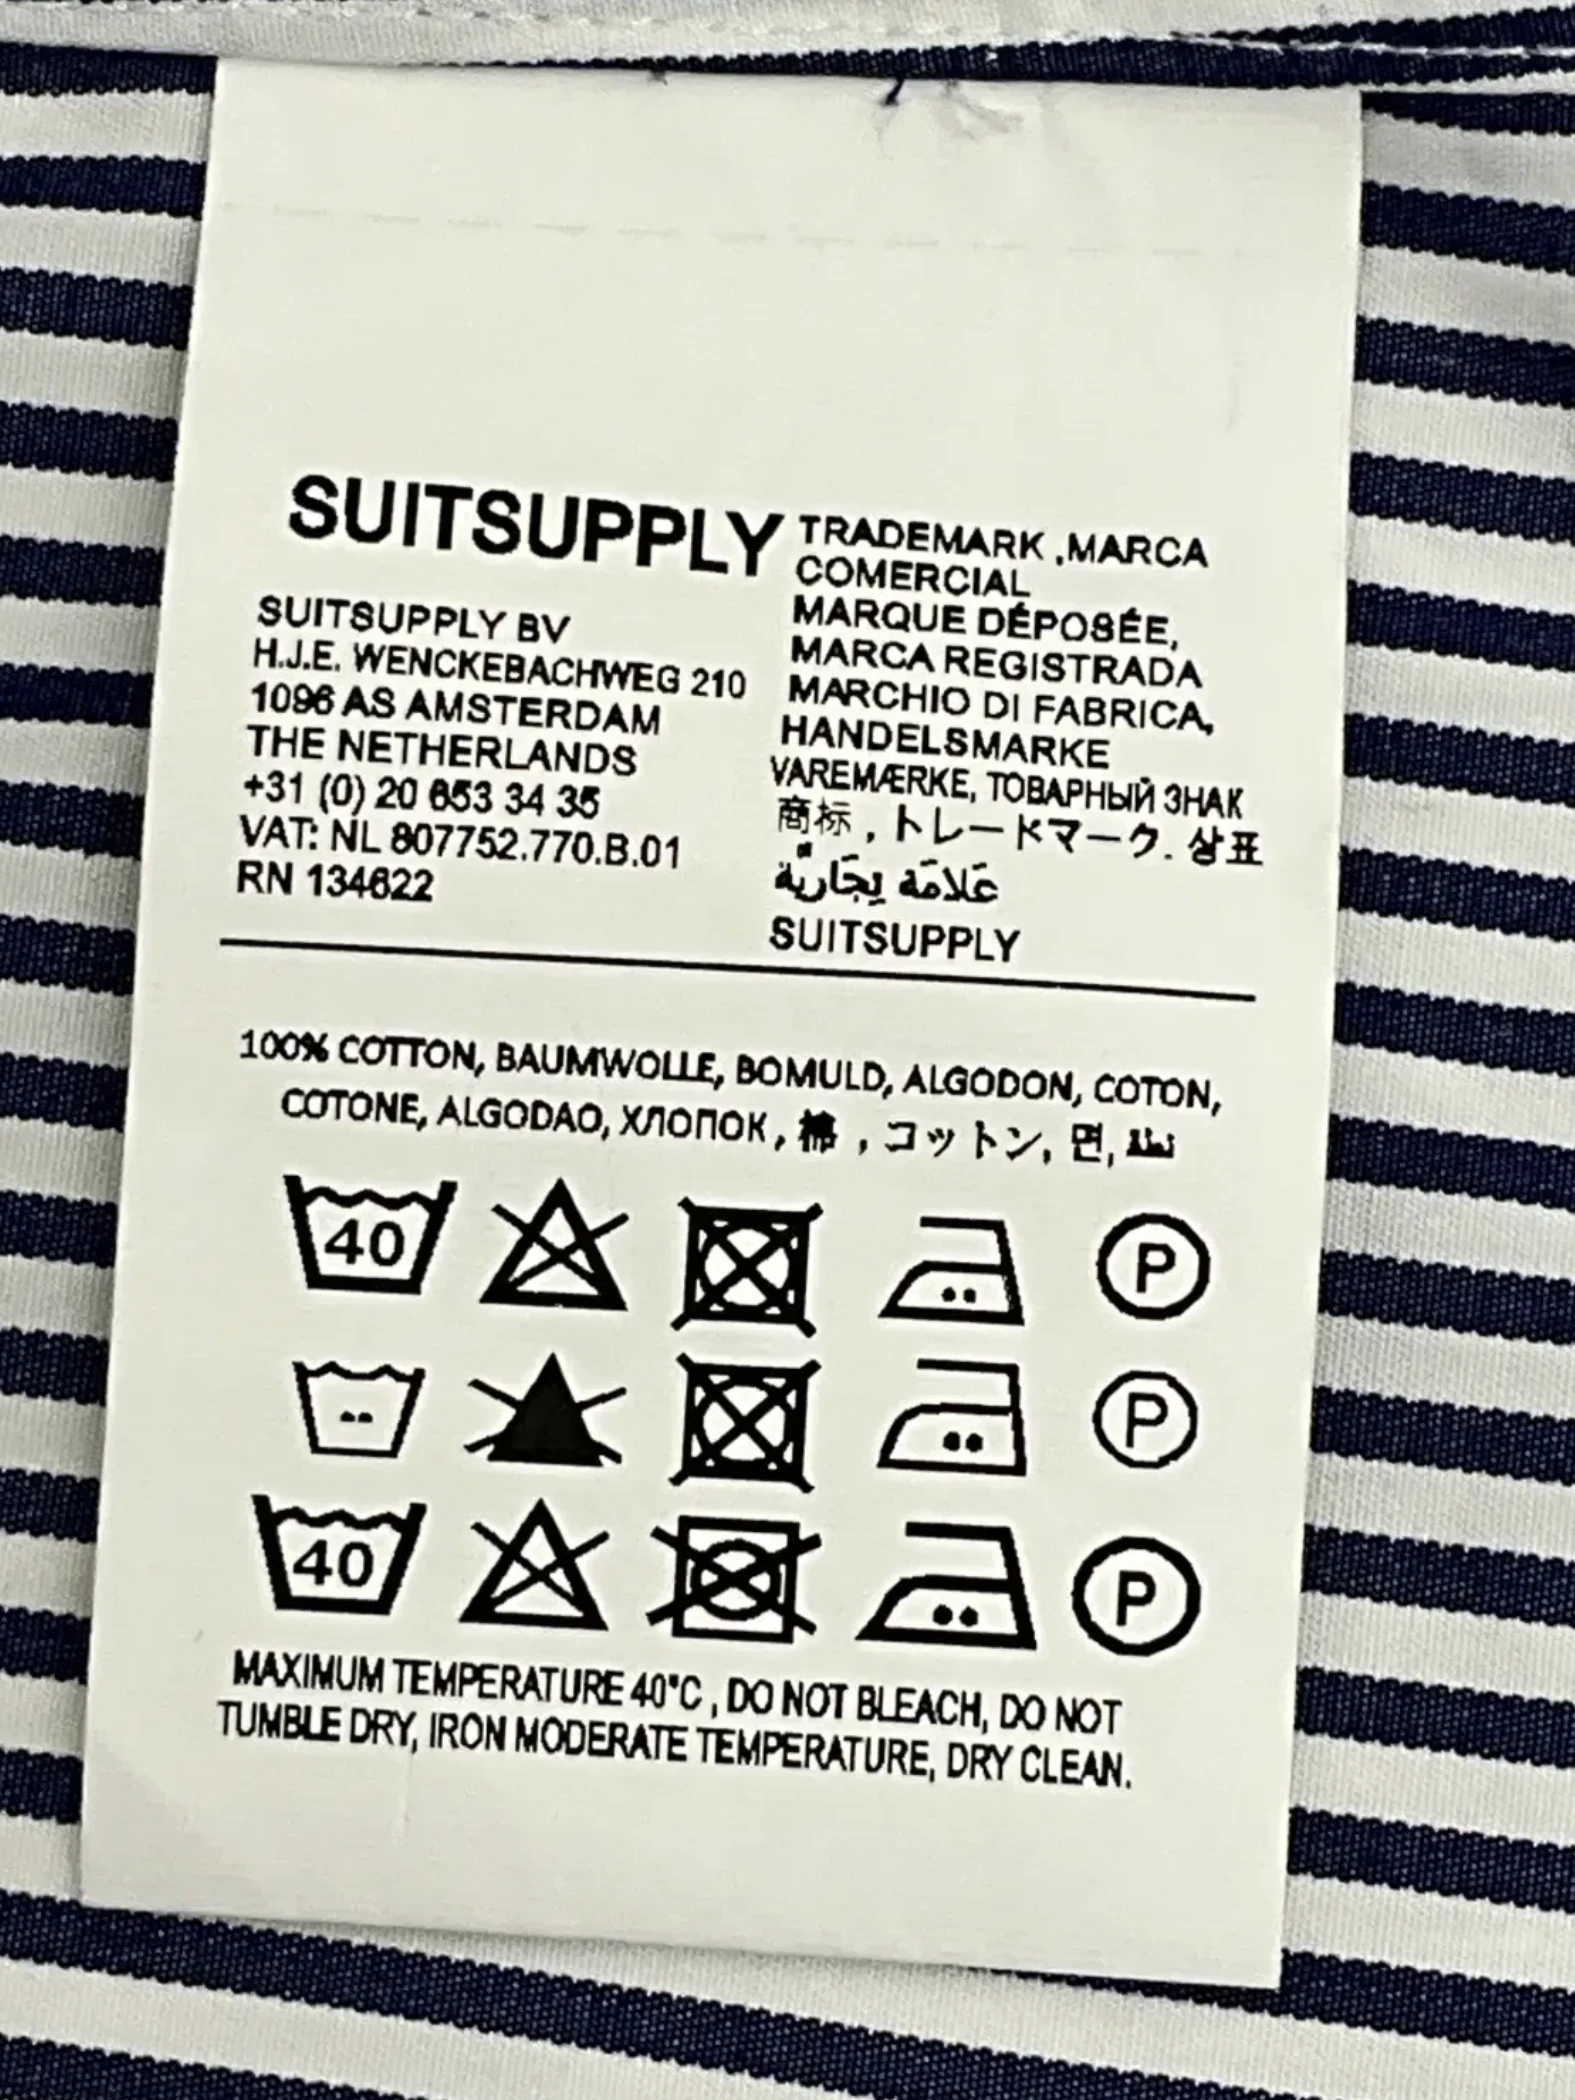 SUITSUPPLY
SUITSUPPLY BV
H.J.E. WENCKEBACHWEG 210
1096 AS AMSTERDAM
THE NETHERLANDS
+31 (0) 20 653 34 35
VAT: NL 807752.770.B.01
RN 134622
TRADEMARK ,MARCA
COMERCIAL
MARQUE DÉPOSÉE,
MARCA REGISTRADA
MARCHIO DI FABRICA,
HANDELSMARKE
VAREMÆRKE, ТОВАРНЫЙ ЗНАК
商标 , トレードマーク. 상표
عَلامَة
SUITSUPPLY
100% COTTON, BAUMWOLLE, BOMULD, ALGODON, COTON,
COTONE, ALGODAO, ХЛОПОК , 棉 , コットン, 면,
40
P
P
40
P
MAXIMUM TEMPERATURE 40°C , DO NOT BLEACH, DO NOT
TUMBLE DRY, IRON MODERATE TEMPERATURE, DRY CLEAN.